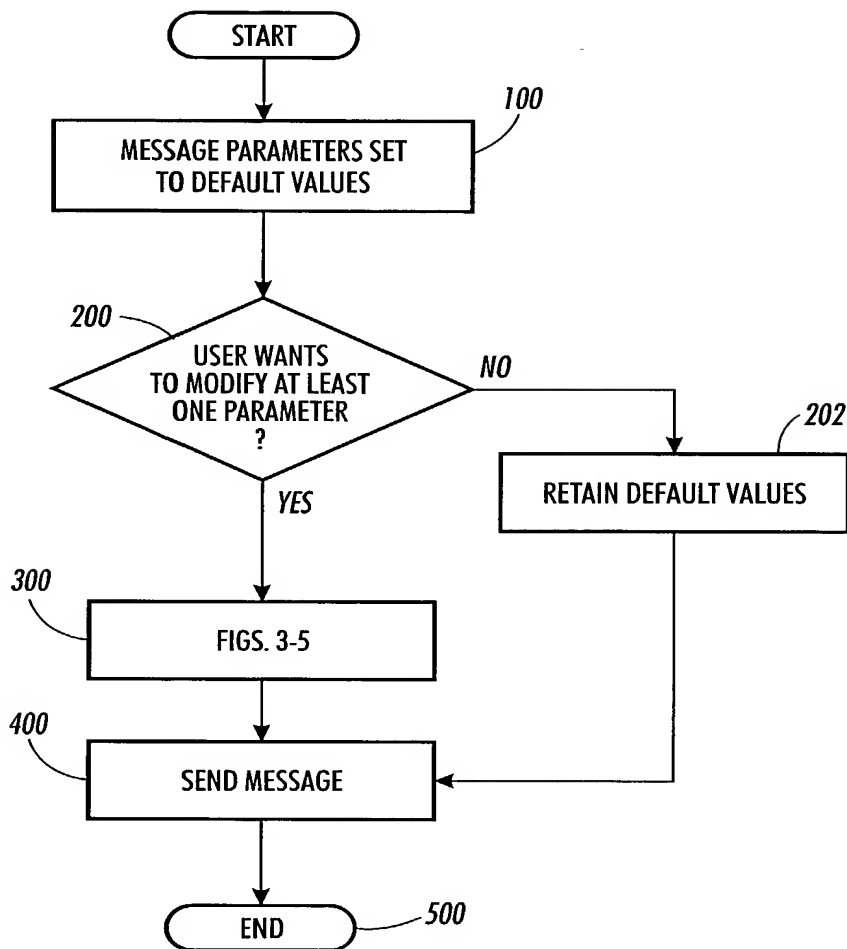 START
100
MESSAGE PARAMETERS SET
TO DEFAULT VALUES
200
USER WANTS
TO MODIFY AT LEAST
ONE PARAMETER
?
NO
202
RETAIN DEFAULT VALUES
YES
300
FIGS. 3-5
400
SEND MESSAGE
END
500